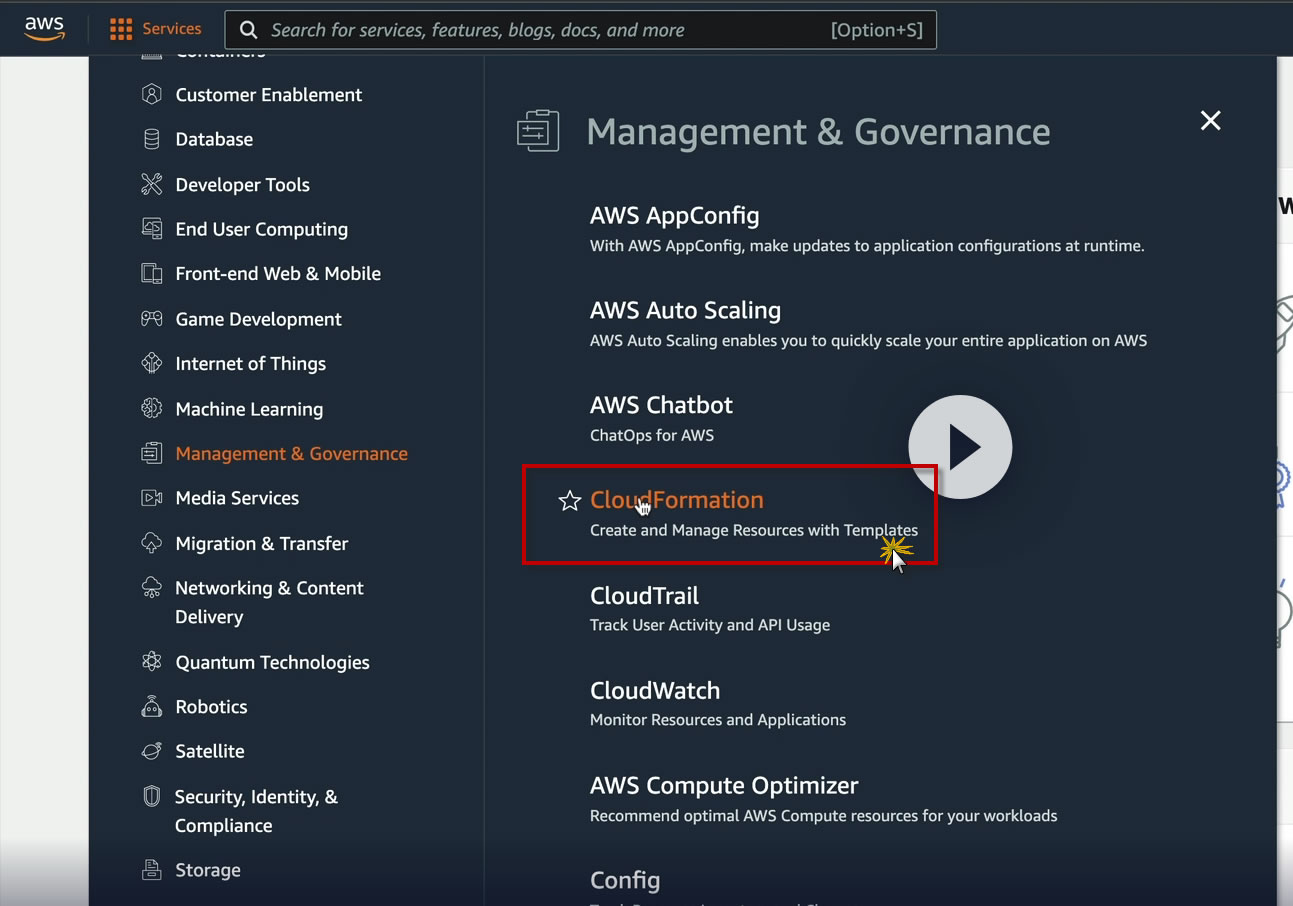 aws
Services
Search for services, features, blogs, docs, and more
[Option+S]
Containers
Customer Enablement
Database
Developer Tools
End User Computing
Front-end Web & Mobile
Game Development
Internet of Things
Machine Learning
Management & Governance
Media Services
Migration & Transfer
Networking & Content
Delivery
Quantum Technologies
Robotics
Satellite
Security, Identity, &
Compliance
Storage
Management & Governance
AWS AppConfig
With AWS AppConfig, make updates to application configurations at runtime.
AWS Auto Scaling
AWS Auto Scaling enables you to quickly scale your entire application on AWS
AWS Chatbot
ChatOps for AWS
CloudFormation
Create and Manage Resources with Templates
CloudTrail
Track User Activity and API Usage
CloudWatch
Monitor Resources and Applications
AWS Compute Optimizer
Recommend optimal AWS Compute resources for your workloads
Config